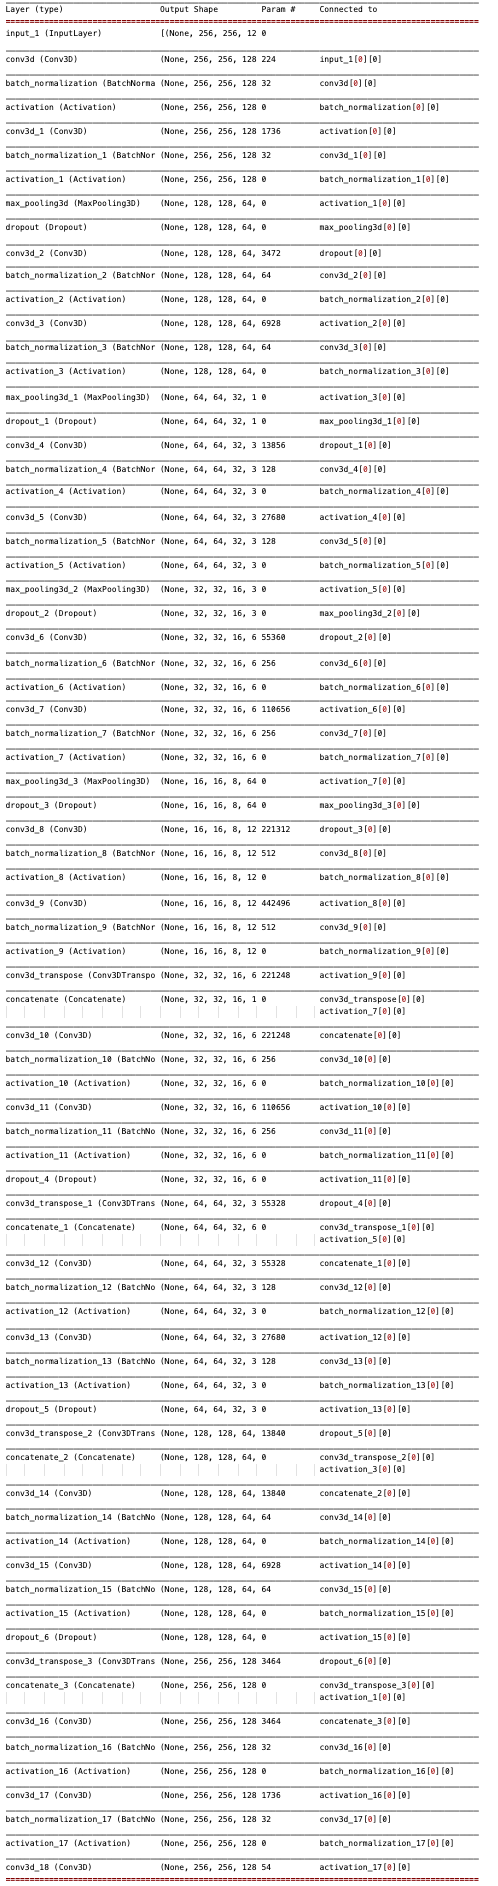 Layer (type) Output Shape Param # Connected to
input_1 (InputLayer) [(None, 256, 256, 12 0
conv3d (Conv3D) (None, 256, 256, 128 224 input_1[0][0]
batch_normalization (BatchNorma (None, 256, 256, 128 32 conv3d[0][0]
activation (Activation) (None, 256, 256, 128 0 batch_normalization[0][0]
conv3d_1 (Conv3D) (None, 256, 256, 128 1736 activation[0][0]
batch_normalization_1 (BatchNor (None, 256, 256, 128 32 conv3d_1[0][0]
activation_1 (Activation) (None, 256, 256, 128 0 batch_normalization_1[0][0]
max_pooling3d (MaxPooling3D) (None, 128, 128, 64, 0 activation_1[0][0]
dropout (Dropout) (None, 128, 128, 64, 0 max_pooling3d[0][0]
conv3d_2 (Conv3D) (None, 128, 128, 64, 3472 dropout[0][0]
batch_normalization_2 (BatchNor (None, 128, 128, 64, 64 conv3d_2[0][0]
activation_2 (Activation) (None, 128, 128, 64, 0 batch_normalization_2[0][0]
conv3d_3 (Conv3D) (None, 128, 128, 64, 6928 activation_2[0][0]
batch_normalization_3 (BatchNor (None, 128, 128, 64, 64 conv3d_3[0][0]
activation_3 (Activation) (None, 128, 128, 64, 0 batch_normalization_3[0][0]
max_pooling3d_1 (MaxPooling3D) (None, 64, 64, 32, 1 0 activation_3[0][0]
dropout_1 (Dropout) (None, 64, 64, 32, 1 0 max_pooling3d_1[0][0]
conv3d_4 (Conv3D) (None, 64, 64, 32, 3 13856 dropout_1[0][0]
batch_normalization_4 (BatchNor (None, 64, 64, 32, 3 128 conv3d_4[0][0]
activation_4 (Activation) (None, 64, 64, 32, 3 0 batch_normalization_4[0][0]
conv3d_5 (Conv3D) (None, 64, 64, 32, 3 27680 activation_4[0][0]
batch_normalization_5 (BatchNor (None, 64, 64, 32, 3 128 conv3d_5[0][0]
activation_5 (Activation) (None, 64, 64, 32, 3 0 batch_normalization_5[0][0]
max_pooling3d_2 (MaxPooling3D) (None, 32, 32, 16, 3 0 activation_5[0][0]
dropout_2 (Dropout) (None, 32, 32, 16, 3 0 max_pooling3d_2[0][0]
conv3d_6 (Conv3D) (None, 32, 32, 16, 6 55360 dropout_2[0][0]
batch_normalization_6 (BatchNor (None, 32, 32, 16, 6 256 conv3d_6[0][0]
activation_6 (Activation) (None, 32, 32, 16, 6 0 batch_normalization_6[0][0]
conv3d_7 (Conv3D) (None, 32, 32, 16, 6 110656 activation_6[0][0]
batch_normalization_7 (BatchNor (None, 32, 32, 16, 6 256 conv3d_7[0][0]
activation_7 (Activation) (None, 32, 32, 16, 6 0 batch_normalization_7[0][0]
max_pooling3d_3 (MaxPooling3D) (None, 16, 16, 8, 64 0 activation_7[0][0]
dropout_3 (Dropout) (None, 16, 16, 8, 64 0 max_pooling3d_3[0][0]
conv3d_8 (Conv3D) (None, 16, 16, 8, 12 221312 dropout_3[0][0]
batch_normalization_8 (BatchNor (None, 16, 16, 8, 12 512 conv3d_8[0][0]
activation_8 (Activation) (None, 16, 16, 8, 12 0 batch_normalization_8[0][0]
conv3d_9 (Conv3D) (None, 16, 16, 8, 12 442496 activation_8[0][0]
batch_normalization_9 (BatchNor (None, 16, 16, 8, 12 512 conv3d_9[0][0]
activation_9 (Activation) (None, 16, 16, 8, 12 0 batch_normalization_9[0][0]
conv3d_transpose (Conv3DTranspo (None, 32, 32, 16, 6 221248 activation_9[0][0]
concatenate (Concatenate) (None, 32, 32, 16, 1 0 conv3d_transpose[0][0]
activation_7[0][0]
conv3d_10 (Conv3D) (None, 32, 32, 16, 6 221248 concatenate[0][0]
batch_normalization_10 (BatchNo (None, 32, 32, 16, 6 256 conv3d_10[0][0]
activation_10 (Activation) (None, 32, 32, 16, 6 0 batch_normalization_10[0][0]
conv3d_11 (Conv3D) (None, 32, 32, 16, 6 110656 activation_10[0][0]
batch_normalization_11 (BatchNo (None, 32, 32, 16, 6 256 conv3d_11[0][0]
activation_11 (Activation) (None, 32, 32, 16, 6 0 batch_normalization_11[0][0]
dropout_4 (Dropout) (None, 32, 32, 16, 6 0 activation_11[0][0]
conv3d_transpose_1 (Conv3DTrans (None, 64, 64, 32, 3 55328 dropout_4[0][0]
concatenate_1 (Concatenate) (None, 64, 64, 32, 6 0 conv3d_transpose_1[0][0]
activation_5[0][0]
conv3d_12 (Conv3D) (None, 64, 64, 32, 3 55328 concatenate_1[0][0]
batch_normalization_12 (BatchNo (None, 64, 64, 32, 3 128 conv3d_12[0][0]
activation_12 (Activation) (None, 64, 64, 32, 3 0 batch_normalization_12[0][0]
conv3d_13 (Conv3D) (None, 64, 64, 32, 3 27680 activation_12[0][0]
batch_normalization_13 (BatchNo (None, 64, 64, 32, 3 128 conv3d_13[0][0]
activation_13 (Activation) (None, 64, 64, 32, 3 0 batch_normalization_13[0][0]
dropout_5 (Dropout) (None, 64, 64, 32, 3 0 activation_13[0][0]
conv3d_transpose_2 (Conv3DTrans (None, 128, 128, 64, 13840 dropout_5[0][0]
concatenate_2 (Concatenate) (None, 128, 128, 64, 0 conv3d_transpose_2[0][0]
activation_3[0][0]
conv3d_14 (Conv3D) (None, 128, 128, 64, 13840 concatenate_2[0][0]
batch_normalization_14 (BatchNo (None, 128, 128, 64, 64 conv3d_14[0][0]
activation_14 (Activation) (None, 128, 128, 64, 0 batch_normalization_14[0][0]
conv3d_15 (Conv3D) (None, 128, 128, 64, 6928 activation_14[0][0]
batch_normalization_15 (BatchNo (None, 128, 128, 64, 64 conv3d_15[0][0]
activation_15 (Activation) (None, 128, 128, 64, 0 batch_normalization_15[0][0]
dropout_6 (Dropout) (None, 128, 128, 64, 0 activation_15[0][0]
conv3d_transpose_3 (Conv3DTrans (None, 256, 256, 128 3464 dropout_6[0][0]
concatenate_3 (Concatenate) (None, 256, 256, 128 0 conv3d_transpose_3[0][0]
activation_1[0][0]
conv3d_16 (Conv3D) (None, 256, 256, 128 3464 concatenate_3[0][0]
batch_normalization_16 (BatchNo (None, 256, 256, 128 32 conv3d_16[0][0]
activation_16 (Activation) (None, 256, 256, 128 0 batch_normalization_16[0][0]
conv3d_17 (Conv3D) (None, 256, 256, 128 1736 activation_16[0][0]
batch_normalization_17 (BatchNo (None, 256, 256, 128 32 conv3d_17[0][0]
activation_17 (Activation) (None, 256, 256, 128 0 batch_normalization_17[0][0]
conv3d_18 (Conv3D) (None, 256, 256, 128 54 activation_17[0][0]